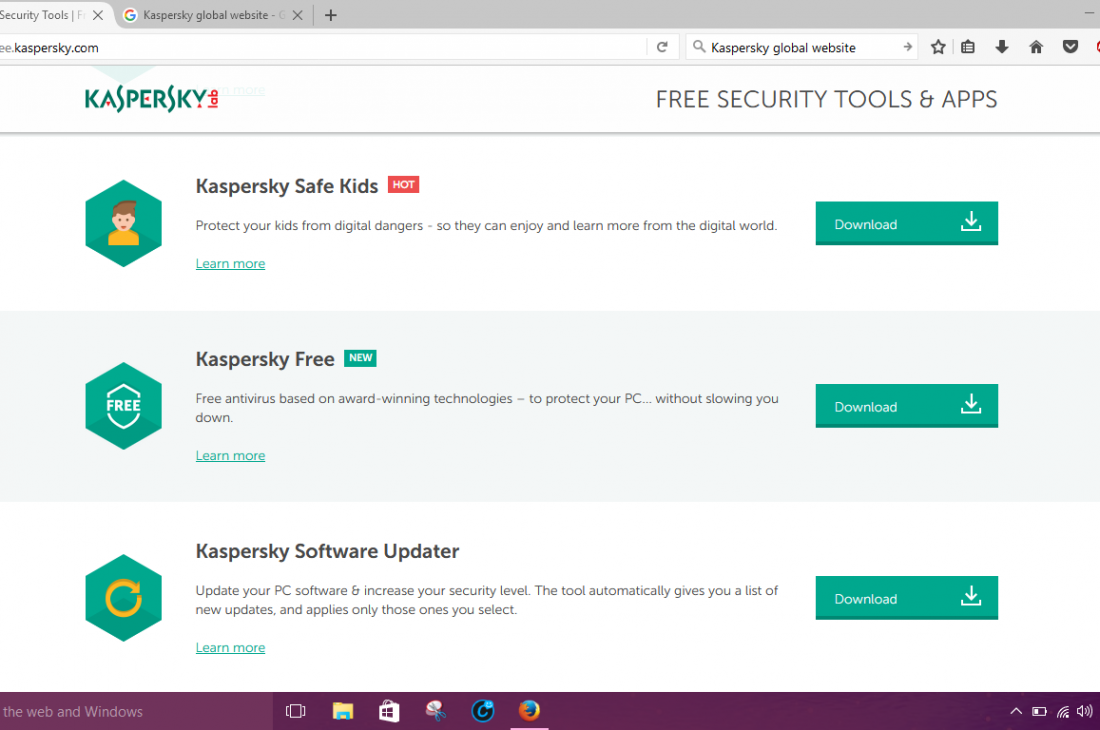 Security Tools | Fr
Kaspersky global website - G
ee.kaspersky.com
Kaspersky global website
n more
KASPERSKY lab
FREE SECURITY TOOLS & APPS
Kaspersky Safe Kids HOT
Protect your kids from digital dangers - so they can enjoy and learn more from the digital world.
Download
Learn more
Kaspersky Free NEW
FREE
Free antivirus based on award-winning technologies – to protect your PC... without slowing you
down.
Download
Learn more
Kaspersky Software Updater
Update your PC software & increase your security level. The tool automatically gives you a list of
new updates, and applies only those ones you select.
Download
Learn more
the web and Windows